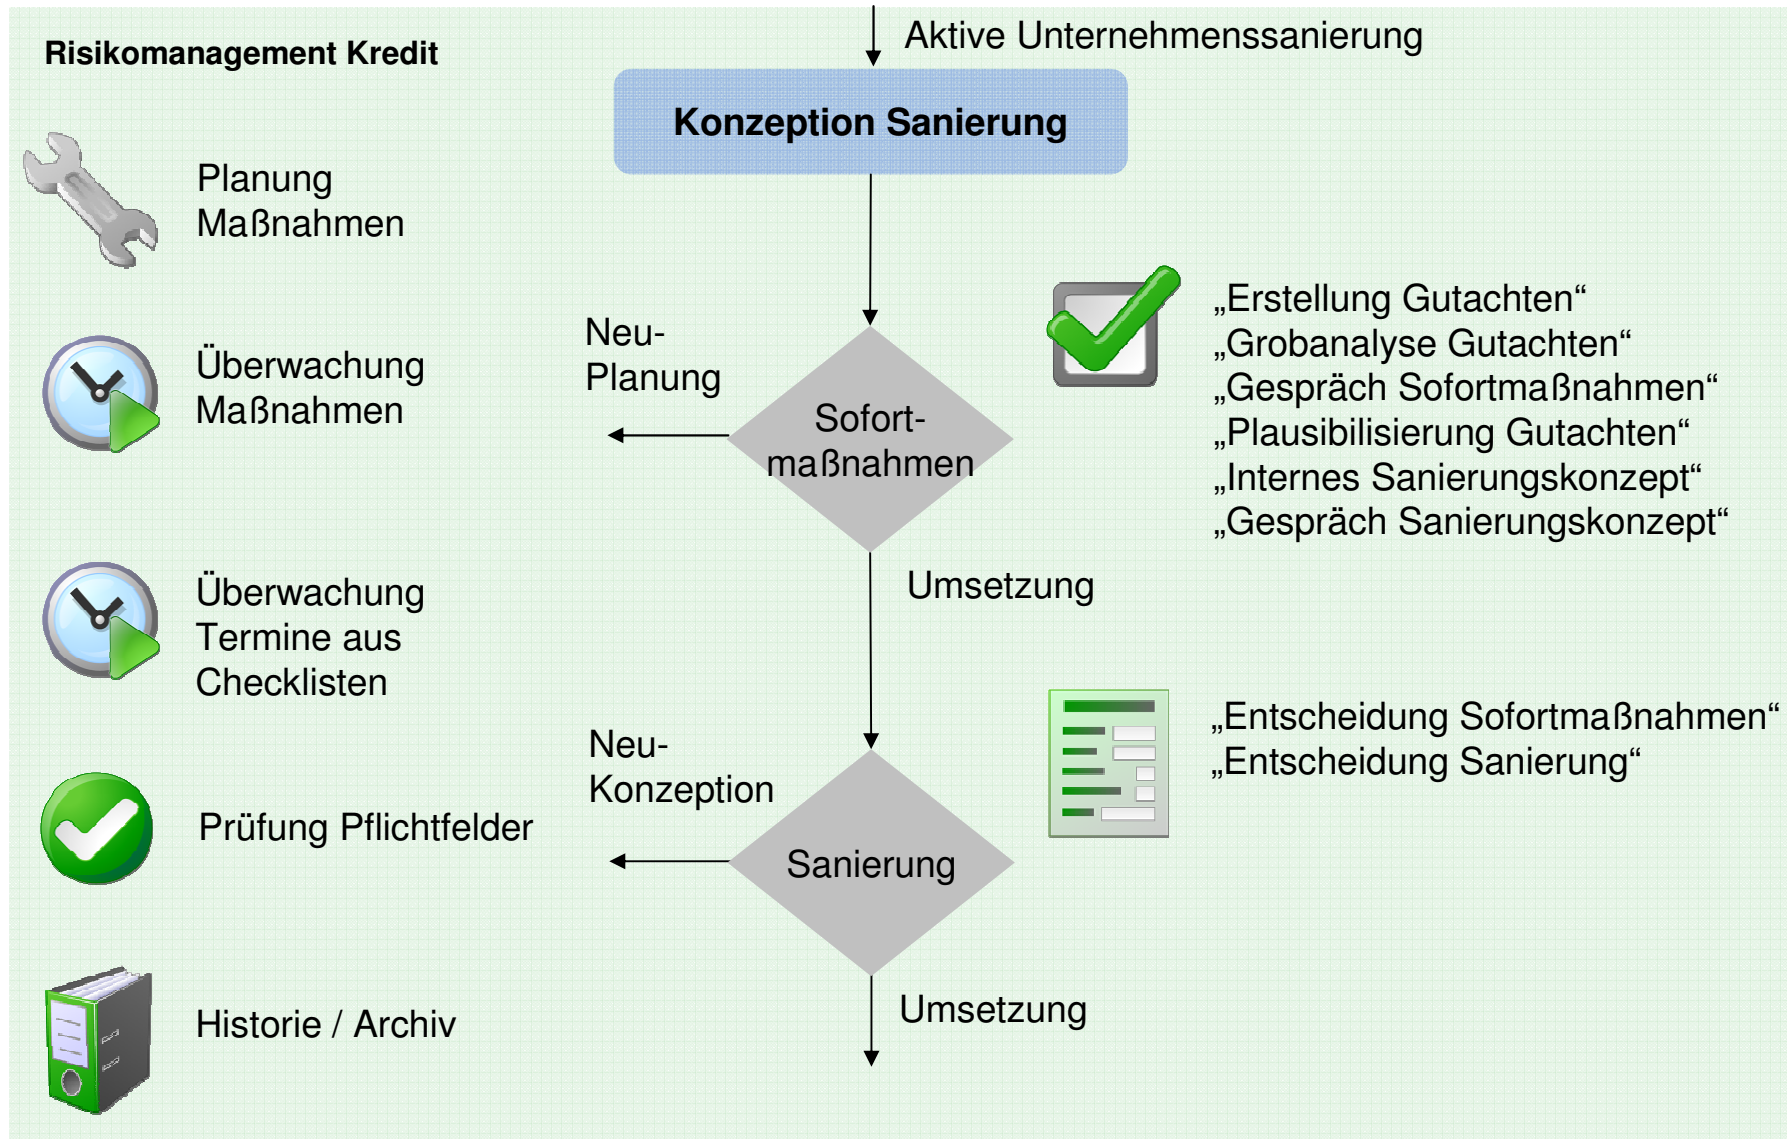 Risikomanagement Kredit
Aktive Unternehmenssanierung
Konzeption Sanierung
Planung
Maßnahmen
Überwachung
Maßnahmen
Überwachung
Termine aus
Checklisten
Prüfung Pflichtfelder
Historie / Archiv
Neu-
Planung
Sofort-
maßnahmen
Umsetzung
Neu-
Konzeption
Sanierung
Umsetzung
„Erstellung Gutachten“
„Grobanalyse Gutachten“
„Gespräch Sofortmaßnahmen“
„Plausibilisierung Gutachten“
„Internes Sanierungskonzept“
„Gespräch Sanierungskonzept“
„Entscheidung Sofortmaßnahmen“
„Entscheidung Sanierung“